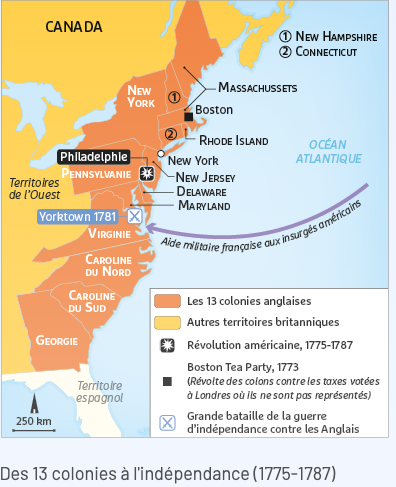 CANADA
① NEW HAMPSHIRE
② CONNECTICUT
NEW
YORK
①
MASSACHUSSETS
Boston
②
RHODE ISLAND
OCÉAN
ATLANTIQUE
Philadelphie
New York
PENNSYLVANIE
NEW JERSEY
Territoires
de l'Ouest
DELAWARE
MARYLAND
Yorktown 1781
VIRGINIE
Aide militaire française aux insurgés américains
CAROLINE
DU NORD
CAROLINE
DU SUD
GEORGIE
Territoire
espagnol
250 km
Les 13 colonies anglaises
Autres territoires britanniques
Révolution américaine, 1775-1787
Boston Tea Party, 1773
(Révolte des colons contre les taxes votées
à Londres où ils ne sont pas représentés)
Grande bataille de la guerre
d'indépendance contre les Anglais
Des 13 colonies à l'indépendance (1775-1787)